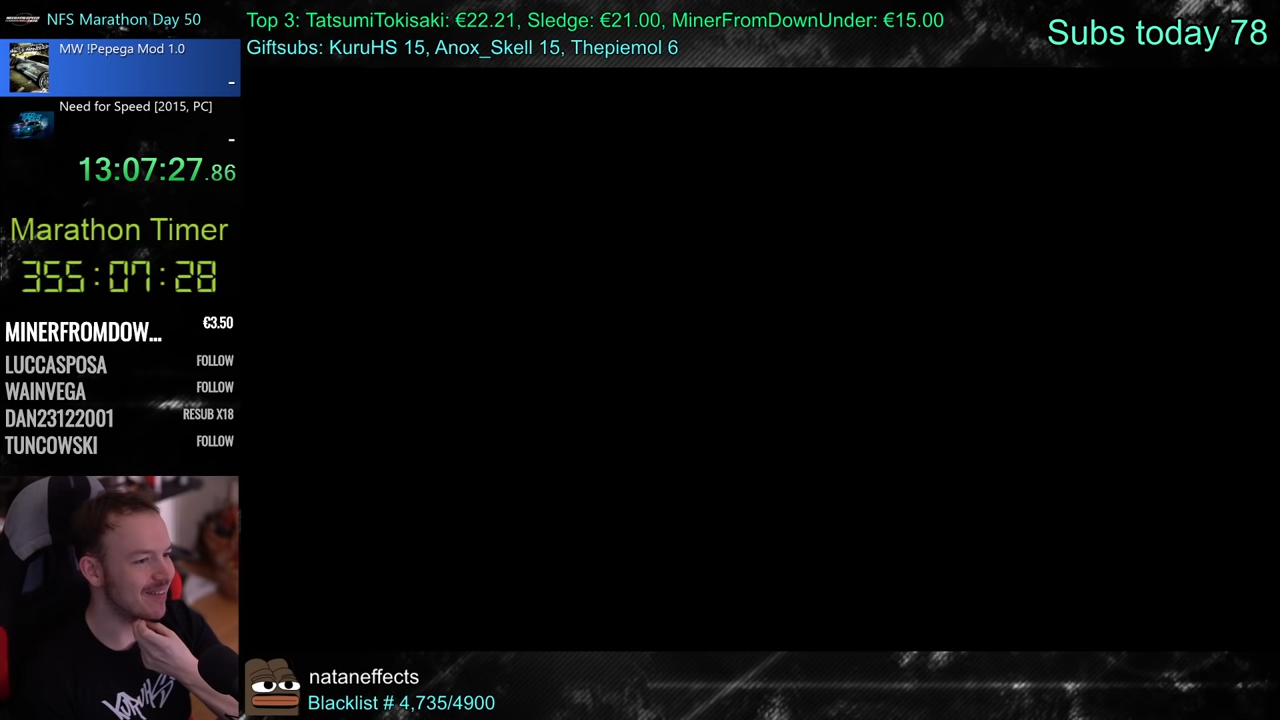 NFS Marathon Day 50
MW !Pepega Mod 1.0
-
Need for Speed [2015, PC]
-
13:07:27.86
Marathon Timer
355:07:28
MINERFROMDOW... €3.50
LUCCASPOSA FOLLOW
WAINVEGA FOLLOW
DAN23122001 RESUB X18
TUNCOWSKI FOLLOW
Top 3: TatsumiTokisaki: €22.21, Sledge: €21.00, MinerFromDownUnder: €15.00
Giftsubs: KuruHS 15, Anox_Skell 15, Thepiemol 6
Subs today 78
KURUHS
nataneffects
Blacklist # 4,735/4900